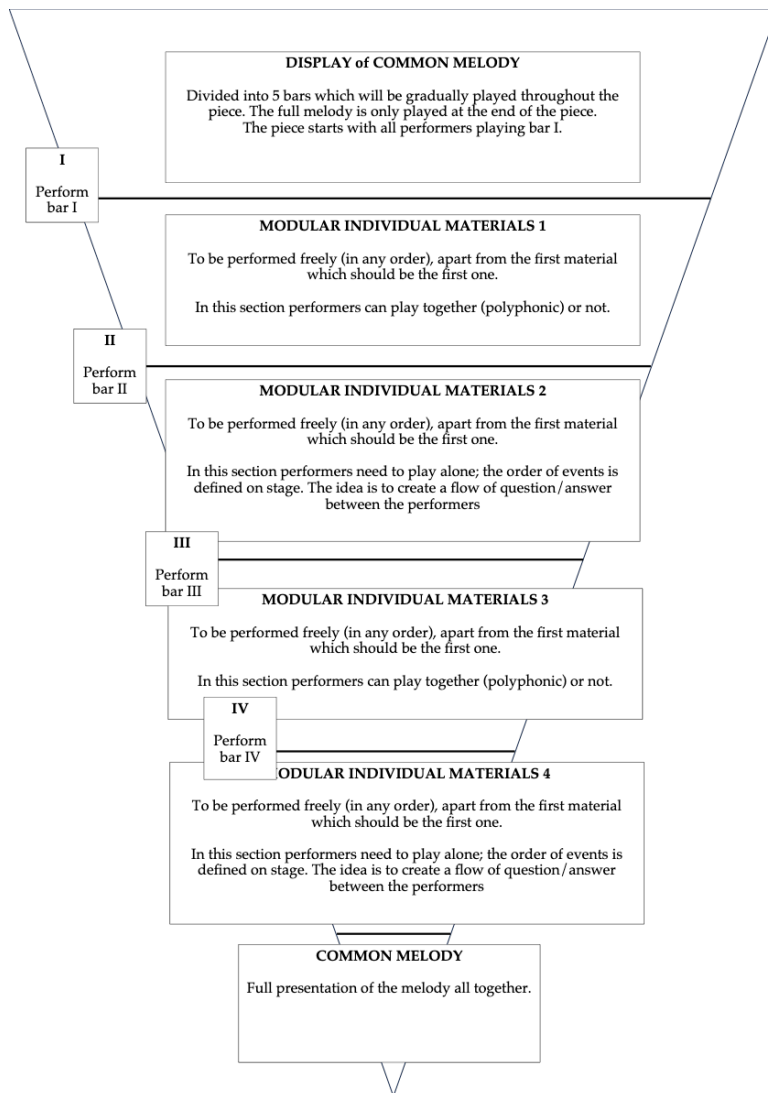 DISPLAY of COMMON MELODY
Divided into 5 bars which will be gradually played throughout the
piece. The full melody is only played at the end of the piece.
The piece starts with all performers playing bar I.
I
Perform
bar I
MODULAR INDIVIDUAL MATERIALS 1
To be performed freely (in any order), apart from the first material
which should be the first one.
In this section performers can play together (polyphonic) or not.
II
Perform
bar II
MODULAR INDIVIDUAL MATERIALS 2
To be performed freely (in any order), apart from the first material
which should be the first one.
In this section performers need to play alone; the order of events is
defined on stage. The idea is to create a flow of question/answer
between the performers
III
Perform
bar III
MODULAR INDIVIDUAL MATERIALS 3
To be performed freely (in any order), apart from the first material
which should be the first one.
In this section performers can play together (polyphonic) or not.
IV
Perform
bar IV
ODULAR INDIVIDUAL MATERIALS 4
To be performed freely (in any order), apart from the first material
which should be the first one.
In this section performers need to play alone; the order of events is
defined on stage. The idea is to create a flow of question/answer
between the performers
COMMON MELODY
Full presentation of the melody all together.